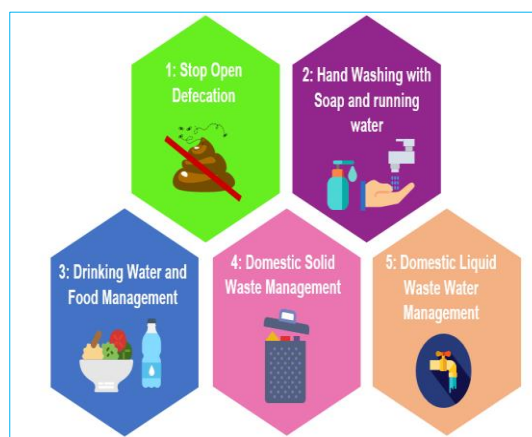 1: Stop Open
Defecation
2: Hand Washing with
Soap and running
water
3: Drinking Water and
Food Management
4: Domestic Solid
Waste Management
5: Domestic Liquid
Waste Water
Management